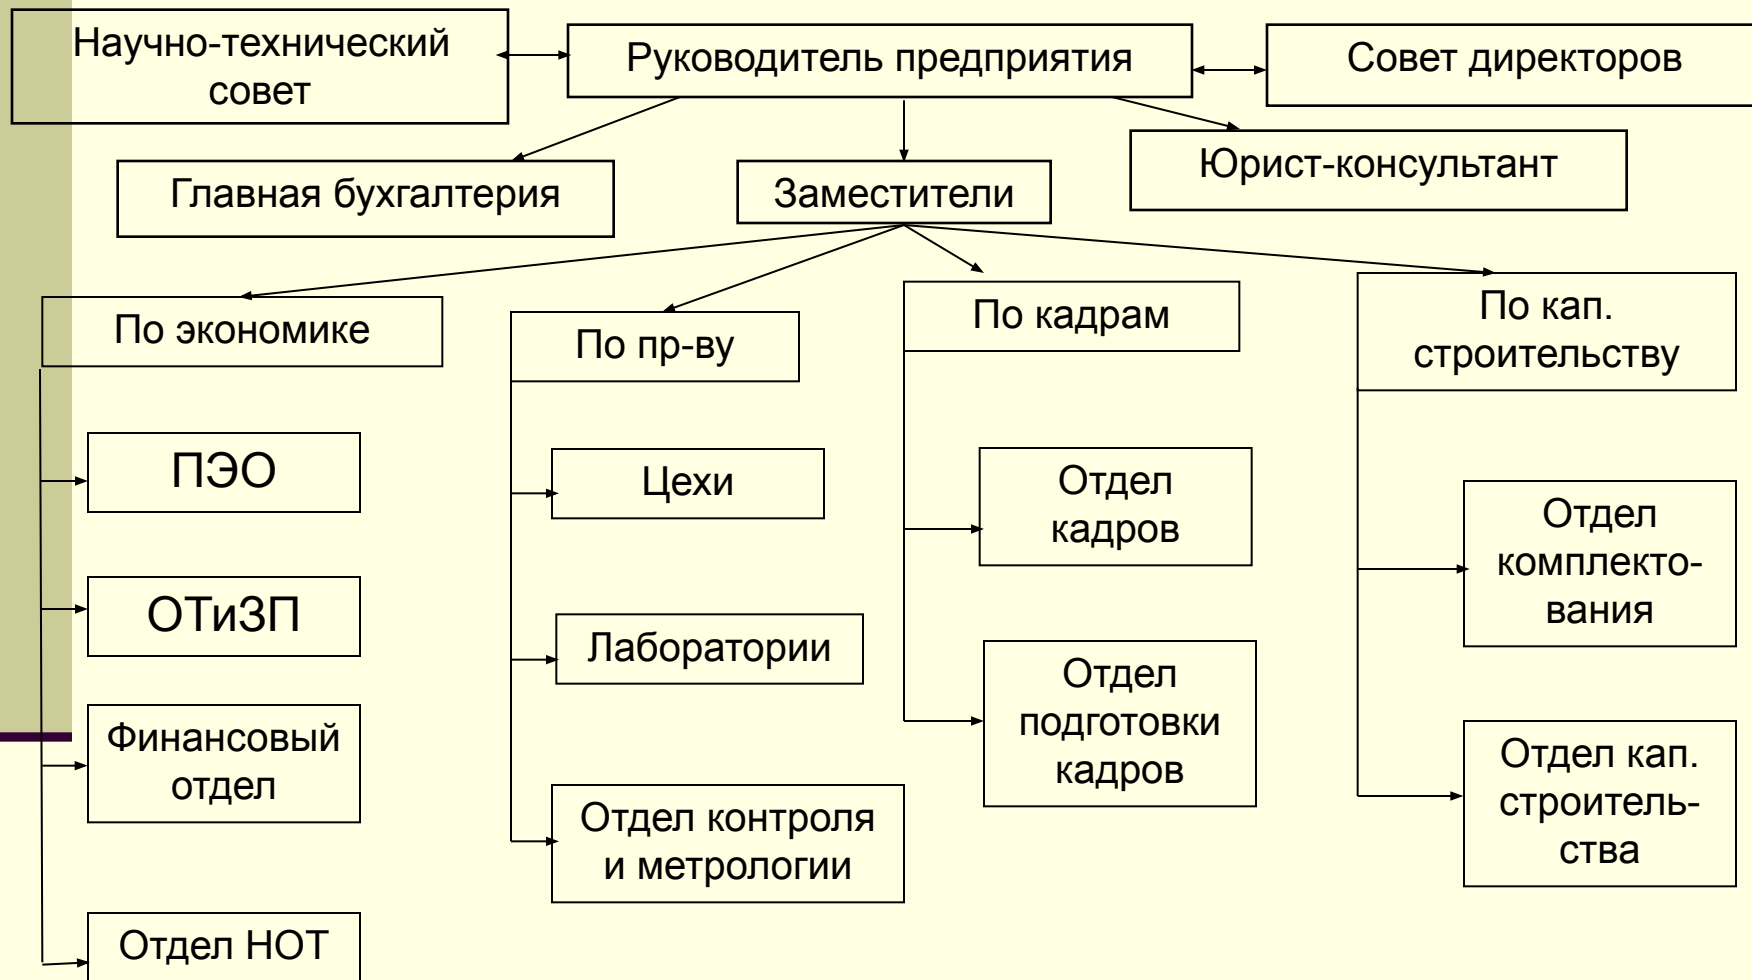 Научно-технический
совет
Руководитель предприятия
Совет директоров
Главная бухгалтерия
Заместители
Юрист-консультант
По экономике
По пр-ву
По кадрам
По кап.
строительству
ПЭО
ОТиЗП
Финансовый
отдел
Отдел НОТ
Цехи
Лаборатории
Отдел контроля
и метрологии
Отдел
кадров
Отдел
подготовки
кадров
Отдел
комплекто-
вания
Отдел кап.
строитель-
ства